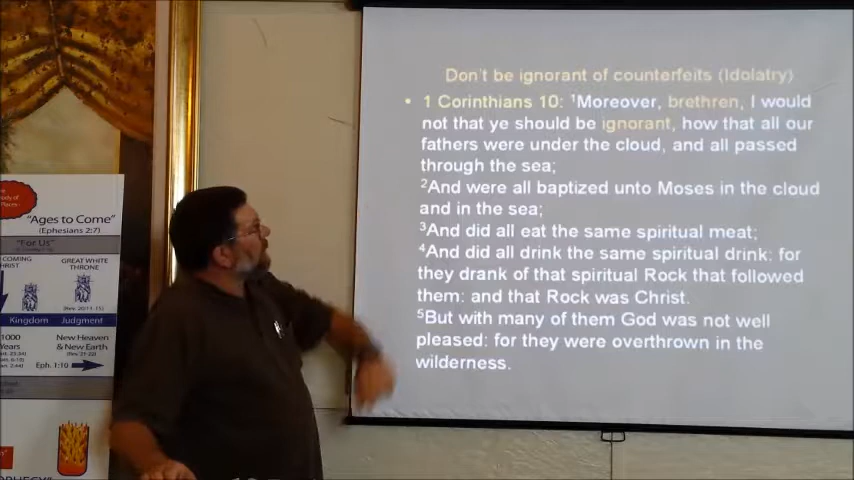 Don't be ignorant of counterfeits (Idolatry)
• 1 Corinthians 10: ¹Moreover, brethren, I would
not that ye should be ignorant, how that all our
fathers were under the cloud, and all passed
through the sea;
²And were all baptized unto Moses in the cloud
and in the sea;
³And did all eat the same spiritual meat;
⁴And did all drink the same spiritual drink: for
they drank of that spiritual Rock that followed
them: and that Rock was Christ.
⁵But with many of them God was not well
pleased: for they were overthrown in the
wilderness.
"Ages to Come"
(Ephesians 2:7)
"For Us"
COMING
GREAT WHITE
THRONE
Kingdom
Judgment
1000
New Heaven
New Earth
Eph 1:10